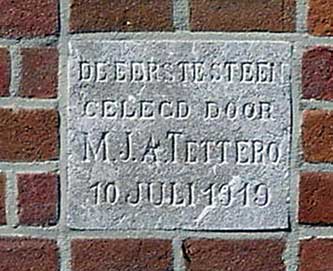 DE EERSTE STEEN
GELEGD DOOR
M.J.A TETTERO
10 JULI 1919